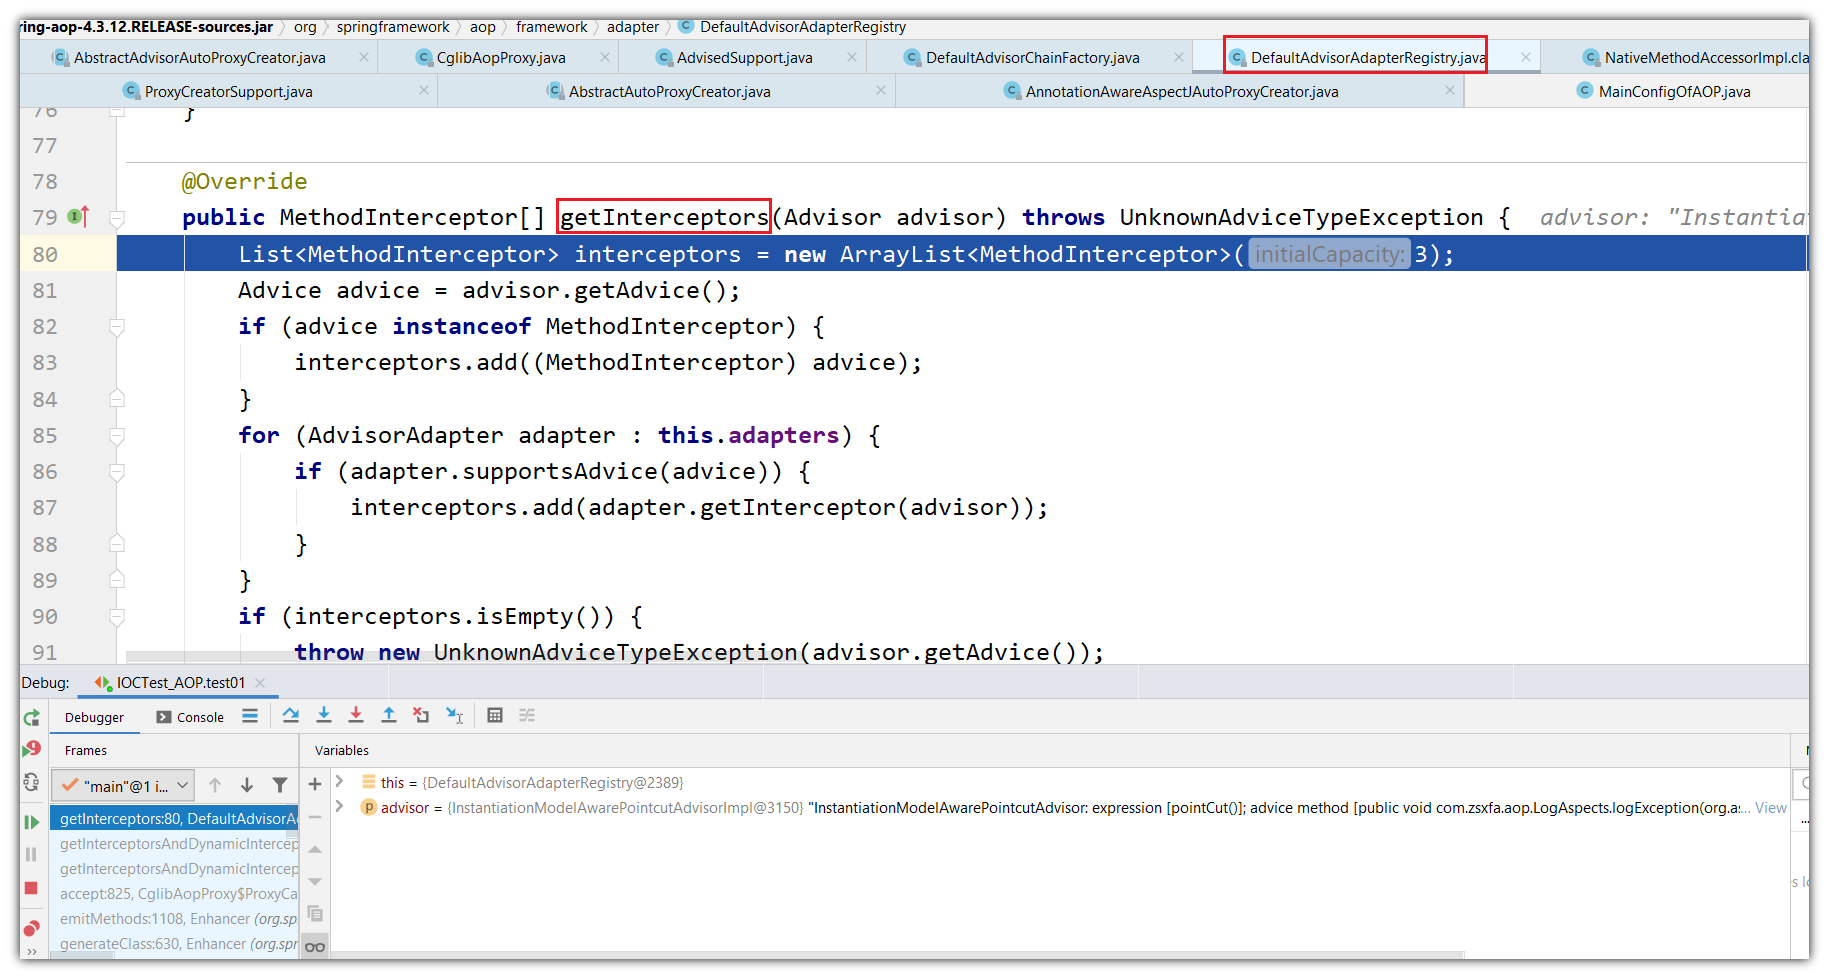 ring-aop-4.3.12.RELEASE-sources.jar org springframework aop framework adapter DefaultAdvisorAdapterRegistry
AbstractAdvisorAutoProxyCreator.java CglibAopProxy.java AdvisedSupport.java DefaultAdvisorChainFactory.java DefaultAdvisorAdapterRegistry.java NativeMethodAccessorImpl.cla
ProxyCreatorSupport.java AbstractAutoProxyCreator.java AnnotationAwareAspectJAutoProxyCreator.java MainConfigOfAOP.java
76 }
77
78 @Override
79 public MethodInterceptor[] getInterceptors(Advisor advisor) throws UnknownAdviceTypeException { advisor: "Instantia
80 List<MethodInterceptor> interceptors = new ArrayList<MethodInterceptor>( initialCapacity: 3);
81 Advice advice = advisor.getAdvice();
82 if (advice instanceof MethodInterceptor) {
83 interceptors.add((MethodInterceptor) advice);
84 }
85 for (AdvisorAdapter adapter : this.adapters) {
86 if (adapter.supportsAdvice(advice)) {
87 interceptors.add(adapter.getInterceptor(advisor));
88 }
89 }
90 if (interceptors.isEmpty()) {
91 throw new UnknownAdviceTypeException(advisor.getAdvice());
Debug: IOCTest_AOP.test01
Debugger Console
Frames Variables
"main"@1 i... this = {DefaultAdvisorAdapterRegistry@2389}
advisor = {InstantiationModelAwarePointcutAdvisorImpl@3150} "InstantiationModelAwarePointcutAdvisor: expression [pointCut()]; advice method [public void com.zsxfa.aop.LogAspects.logException(org.as... View
getInterceptors:80, DefaultAdvisorA
getInterceptorsAndDynamicIntercep
getInterceptorsAndDynamicIntercep
accept:825, CglibAopProxy$ProxyCa
emitMethods:1108, Enhancer (org.sp
generateClass:630, Enhancer (org.spr